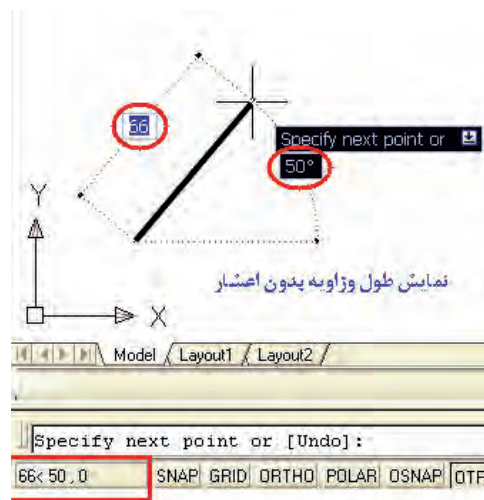 66
Specify next point or
50°
Y
نمایش طول وزاویه بدون اعشار
X
Model / Layout1 / Layout2 /
Specify next point or [Undo]:
66<50,0 SNAP GRID ORTHO POLAR OSNAP